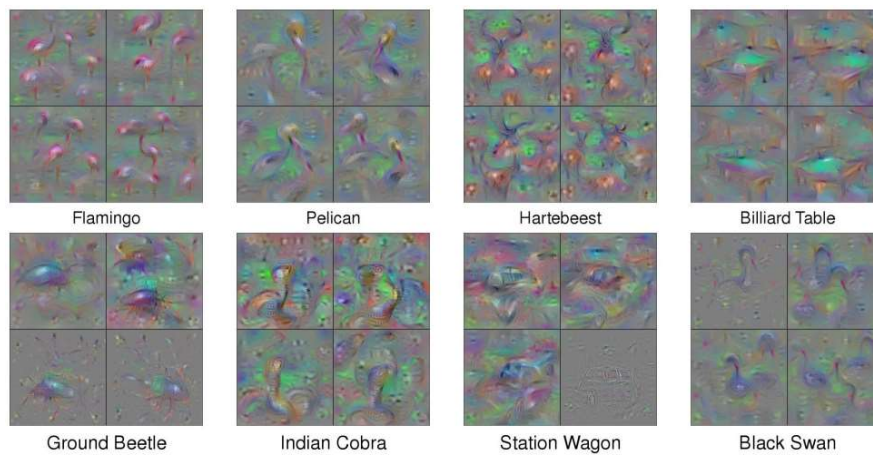 Flamingo
Pelican
Hartebeest
Billiard Table
Ground Beetle
Indian Cobra
Station Wagon
Black Swan